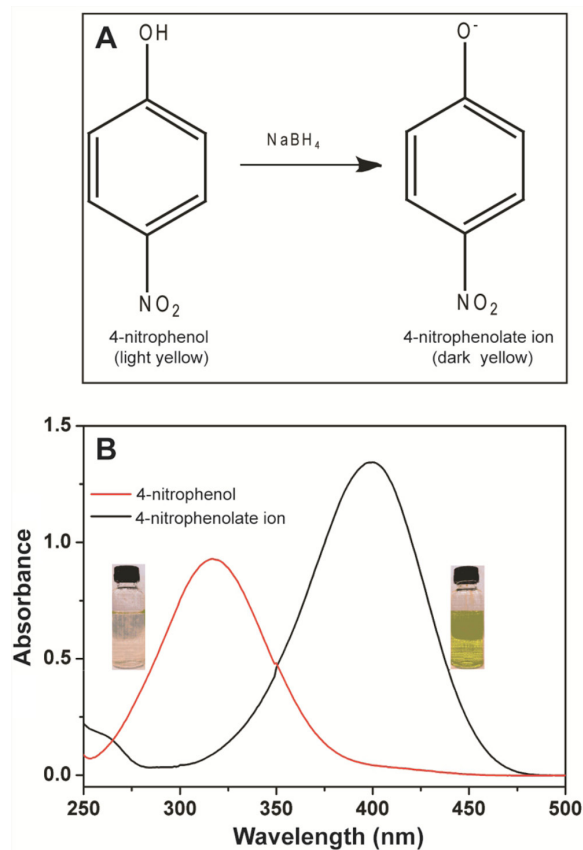 A
OH
O-
NaBH4
NO2
NO2
4-nitrophenol
(light yellow)
4-nitrophenolate ion
(dark yellow)
B
1.5
1.0
0.5
0.0
Absorbance
4-nitrophenol
4-nitrophenolate ion
250 300 350 400 450 500
Wavelength (nm)